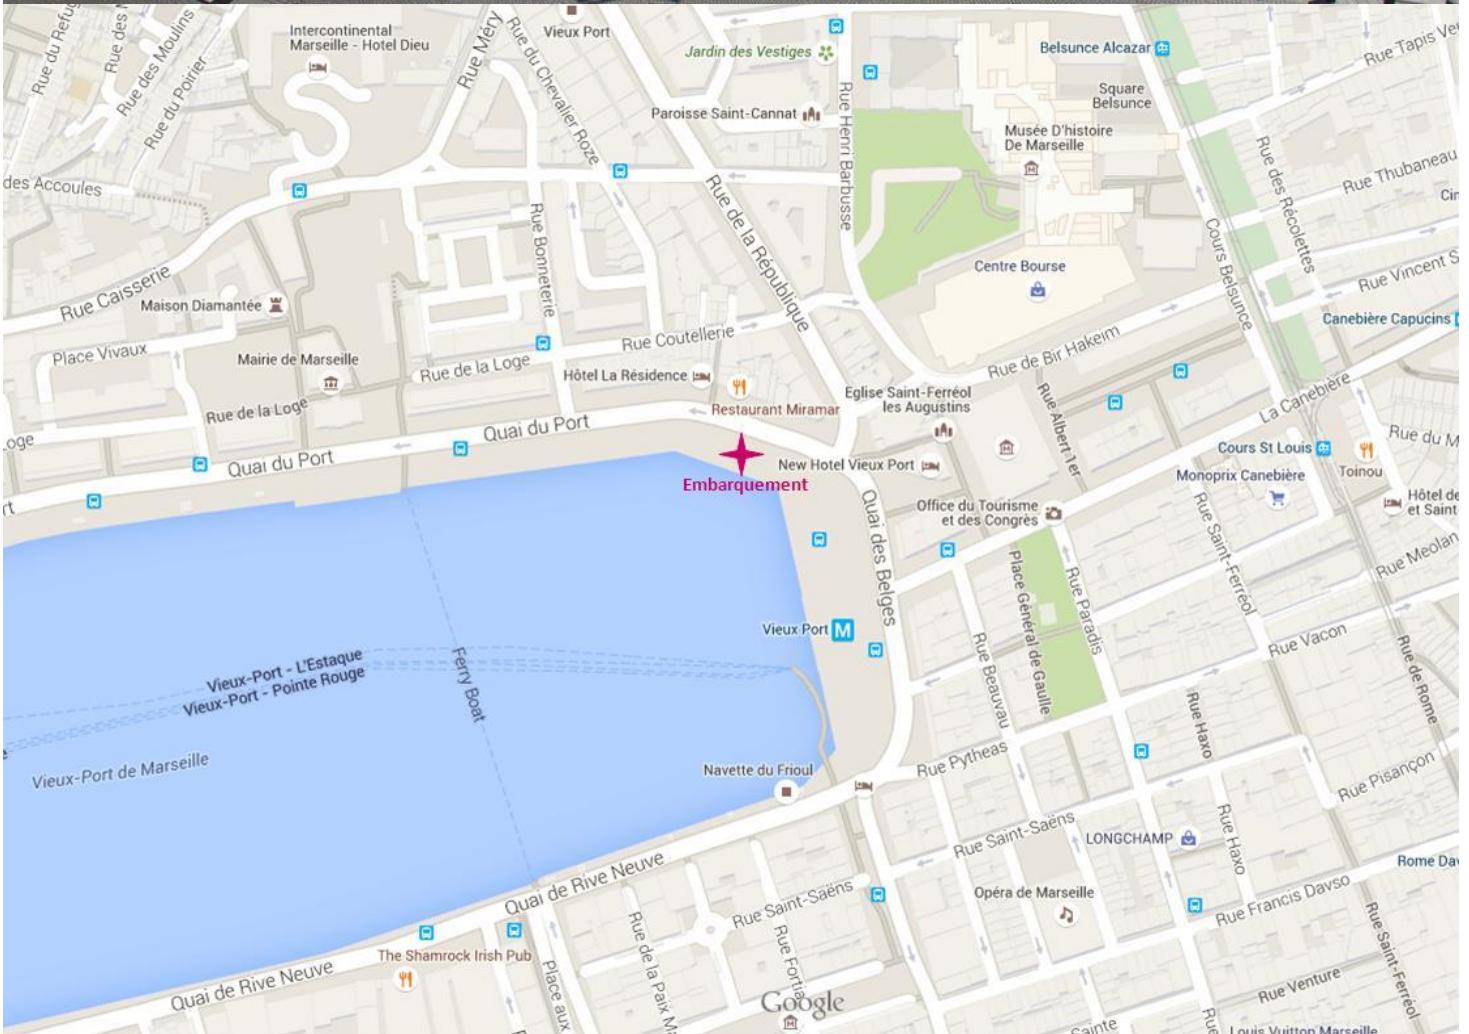 Intercontinental
Marseille - Hotel Dieu
Vieux Port
Jardin des Vestiges
Belsunce Alcazar
Rue des Moulins
Rue du Poirier
Rue Méry
Rue du Chevalier Roze
Paroisse Saint-Cannat
Rue Henri Barbusse
Square
Belsunce
Musée D'histoire
De Marseille
Rue des Récolettes
Rue Thubaneau
des Accoules
Rue Bonneterie
Rue de la République
Cours Belsunce
Centre Bourse
Rue Caisserie
Maison Diamantée
Canebière Capucins
Place Vivaux
Mairie de Marseille
Rue Coutellerie
Rue de la Loge
Hôtel La Résidence
Rue de Bir Hakeim
Rue de la Loge
Restaurant Miramar
Eglise Saint-Ferréol
les Augustins
Rue Albert 1er
La Canebière
Quai du Port
Quai du Port
New Hotel Vieux Port
Cours St Louis
Toinou
Monoprix Canebière
Embarquement
Office du Tourisme
et des Congrès
Hôtel de
et Saint
Quai des Belges
Place Général de Gaulle
Rue Paradis
Rue Saint-Ferréol
Rue Meolan
Vieux Port
M
Rue Beauvau
Rue Vacon
Rue de Rome
Vieux-Port - L'Estaque
Vieux-Port - Pointe Rouge
Ferry Boat
Rue Haxo
Vieux-Port de Marseille
Navette du Frioul
Rue Pytheas
Rue Pisançon
Rue Saint-Saëns
LONGCHAMP
Rue Haxo
Quai de Rive Neuve
Rue Saint-Saëns
Opéra de Marseille
Rue Francis Davso
The Shamrock Irish Pub
Rue de la Paix M
Rue Fortia
Rue Saint-Ferréol
Quai de Rive Neuve
Place aux
Google
Rue Venture
Louis Vuitton Marseille